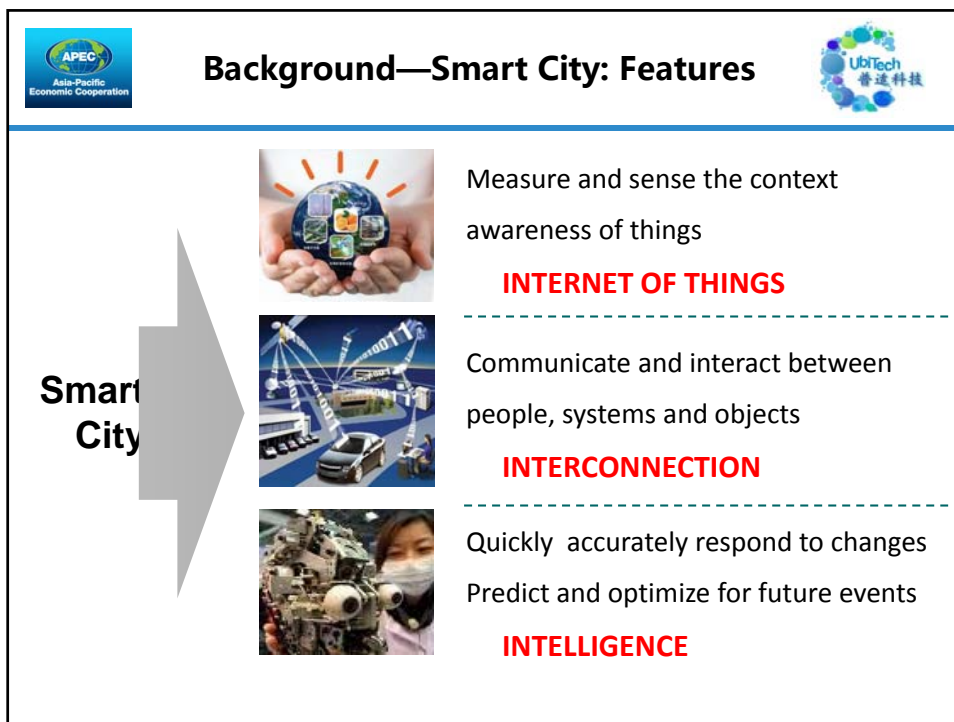 APEC
Asia-Pacific
Economic Cooperation
Background—Smart City: Features
UbiTech
普适科技
Measure and sense the context
awareness of things
INTERNET OF THINGS
Smart
City
Communicate and interact between
people, systems and objects
INTERCONNECTION
Quickly accurately respond to changes
Predict and optimize for future events
INTELLIGENCE